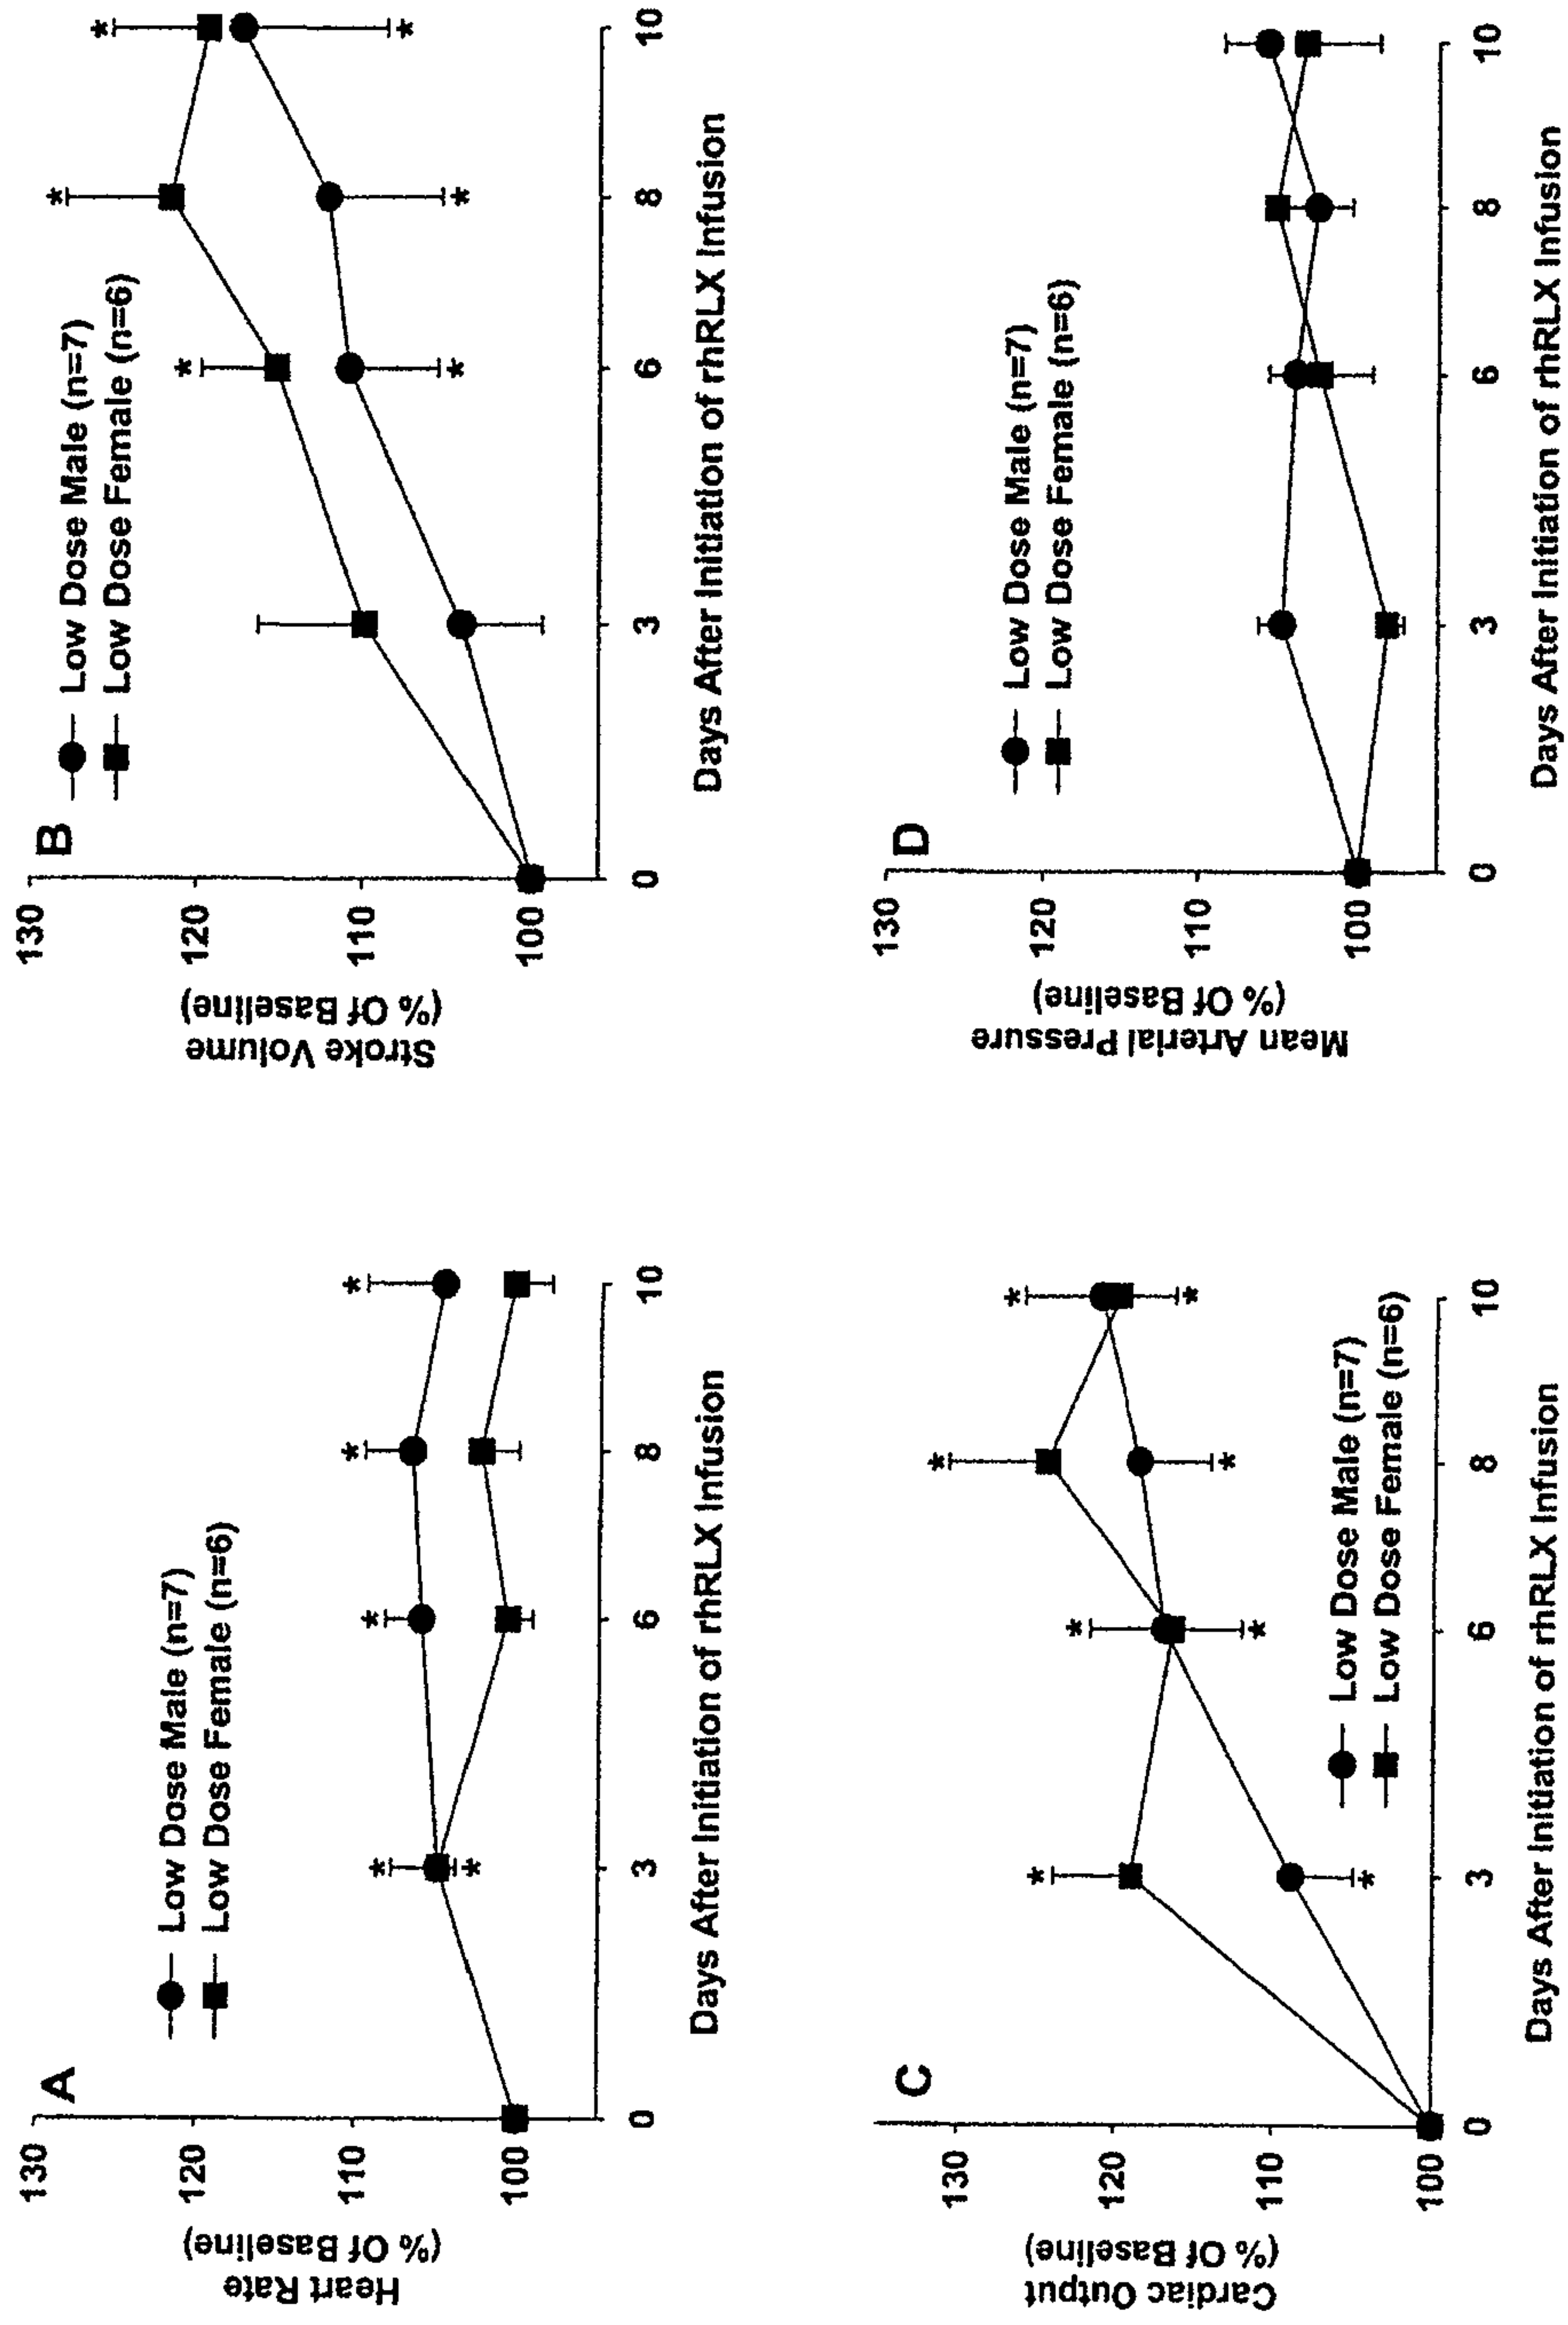 A
Low Dose Male (n=7)
Low Dose Female (n=6)
Heart Rate
(% Of Baseline)
130
120
110
100
*
*
*
*
*
0
3
6
8
10
Days After Initiation of rhRLX Infusion
B
Low Dose Male (n=7)
Low Dose Female (n=6)
Stroke Volume
(% Of Baseline)
130
120
110
100
*
*
*
*
*
*
0
3
6
8
10
Days After Initiation of rhRLX Infusion
C
Cardiac Output
(% Of Baseline)
130
120
110
100
*
*
*
*
*
*
*
*
Low Dose Male (n=7)
Low Dose Female (n=6)
0
3
6
8
10
Days After Initiation of rhRLX Infusion
D
Low Dose Male (n=7)
Low Dose Female (n=6)
Mean Arterial Pressure
(% Of Baseline)
130
120
110
100
0
3
6
8
10
Days After Initiation of rhRLX Infusion